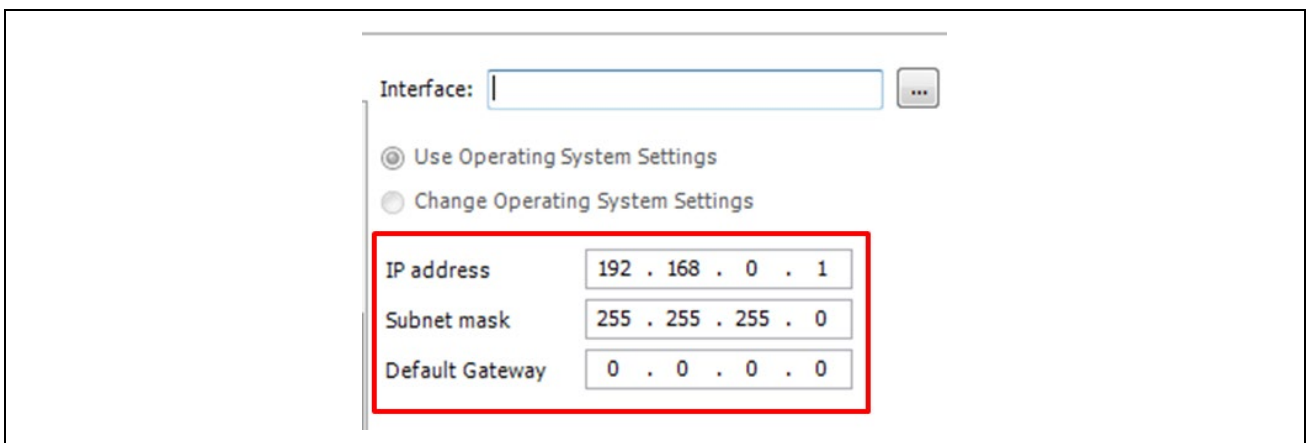 Interface: ...
Use Operating System Settings
Change Operating System Settings
IP address 192 . 168 . 0 . 1
Subnet mask 255 . 255 . 255 . 0
Default Gateway 0 . 0 . 0 . 0